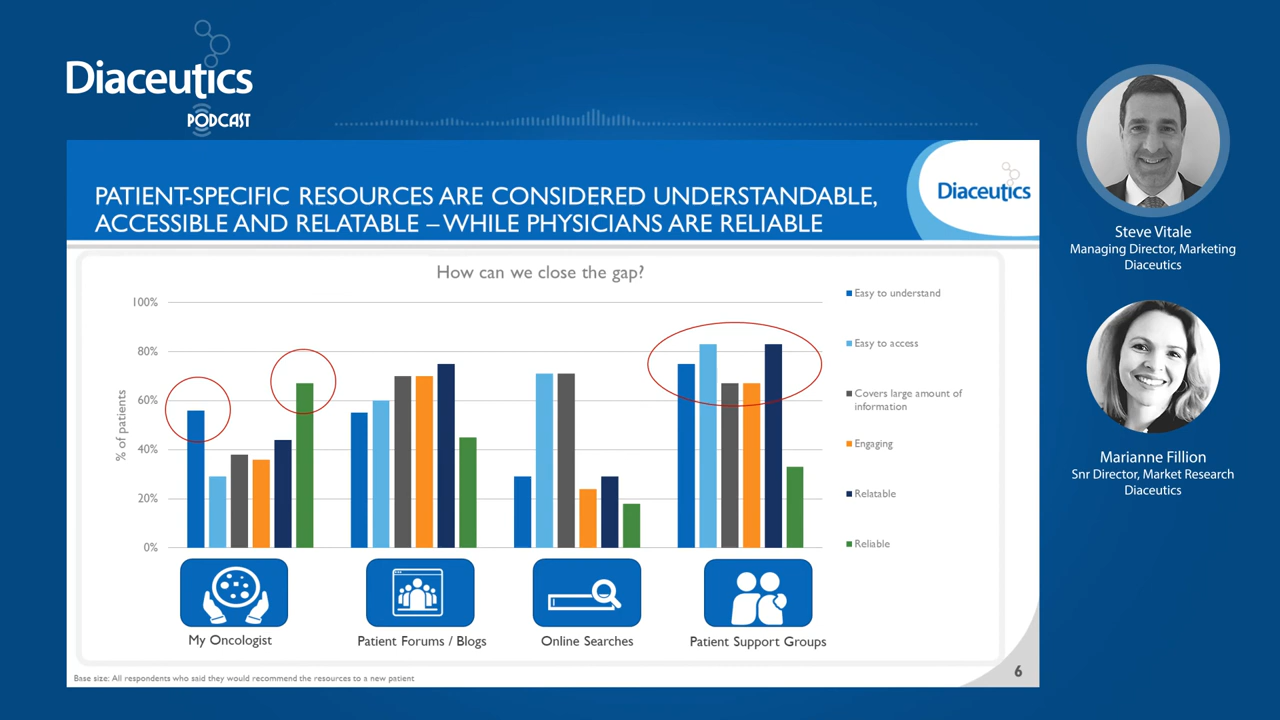 Diaceutics
PODCAST
PATIENT-SPECIFIC RESOURCES ARE CONSIDERED UNDERSTANDABLE,
ACCESSIBLE AND RELATABLE – WHILE PHYSICIANS ARE RELIABLE
Diaceutics
How can we close the gap?
100%
80%
60%
40%
20%
0%
% of patients
Easy to understand
Easy to access
Covers large amount of
information
Engaging
Relatable
Reliable
My Oncologist
Patient Forums / Blogs
Online Searches
Patient Support Groups
Base size: All respondents who said they would recommend the resources to a new patient
6
Steve Vitale
Managing Director, Marketing
Diaceutics
Marianne Fillion
Snr Director, Market Research
Diaceutics